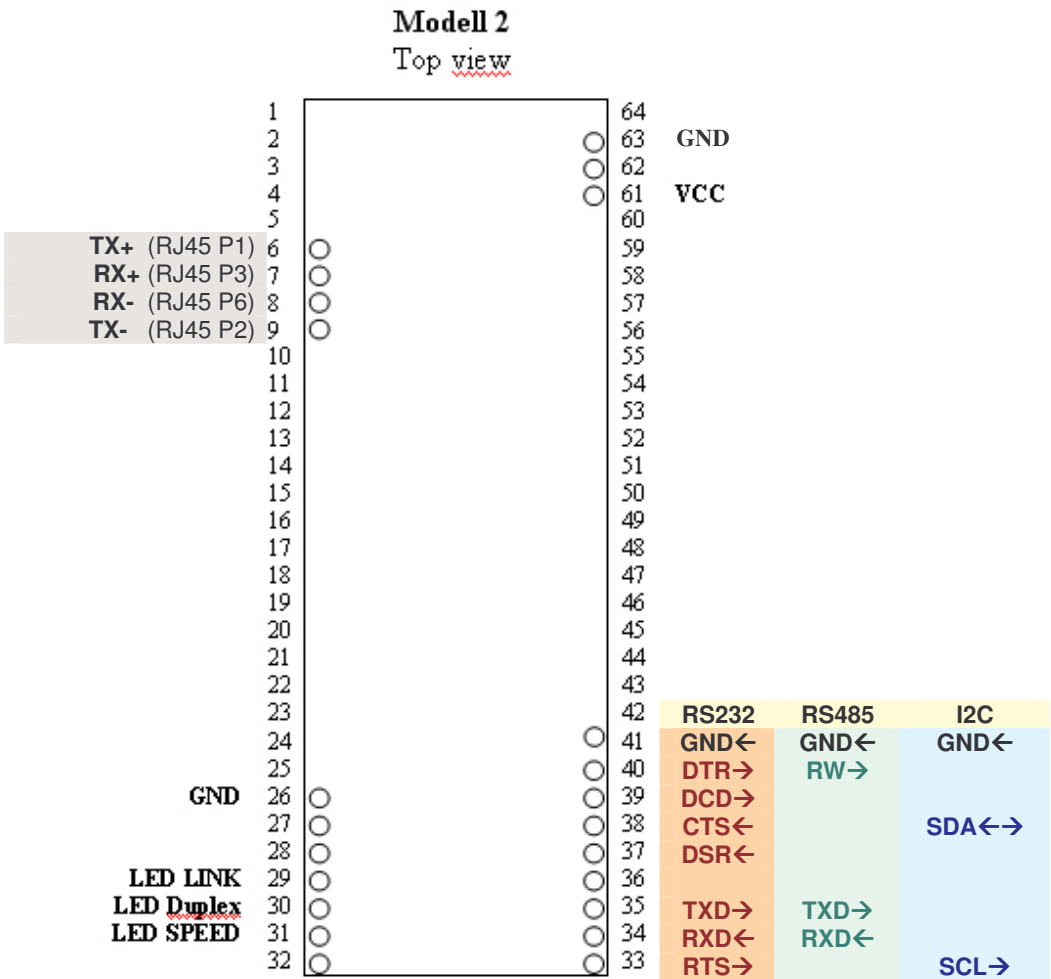 Modell 2
Top view
1 64
2 63 GND
3 62
4 61 VCC
5 60
TX+ (RJ45 P1) 6 59
RX+ (RJ45 P3) 7 58
RX- (RJ45 P6) 8 57
TX- (RJ45 P2) 9 56
10 55
11 54
12 53
13 52
14 51
15 50
16 49
17 48
18 47
19 46
20 45
21 44
22 43
23 42 RS232 RS485 I2C
24 41 GND← GND← GND←
25 40 DTR→ RW→
GND 26 39 DCD→
27 38 CTS← SDA←→
28 37 DSR←
LED LINK 29 36
LED Duplex 30 35 TXD→ TXD→
LED SPEED 31 34 RXD← RXD←
32 33 RTS→ SCL→